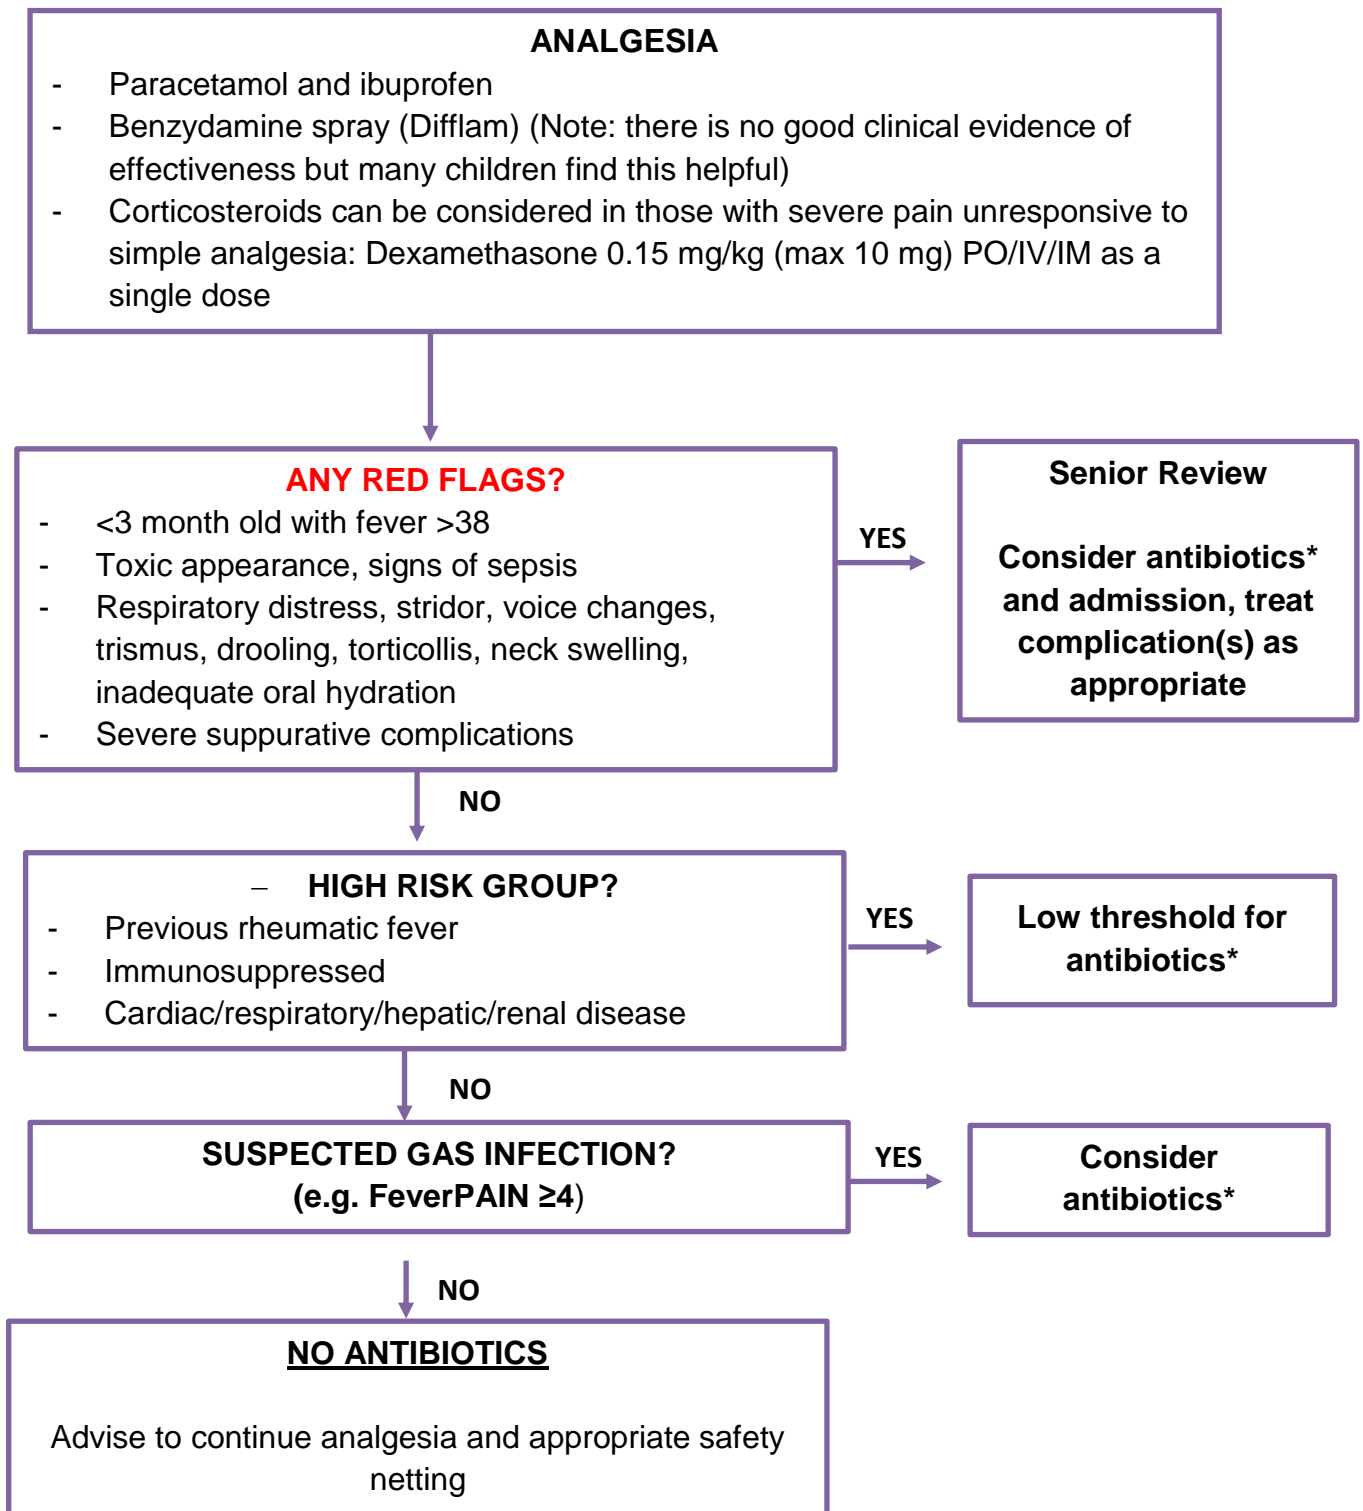 ANALGESIA
- Paracetamol and ibuprofen
- Benzydamine spray (Difflam) (Note: there is no good clinical evidence of
effectiveness but many children find this helpful)
- Corticosteroids can be considered in those with severe pain unresponsive to
simple analgesia: Dexamethasone 0.15 mg/kg (max 10 mg) PO/IV/IM as a
single dose
ANY RED FLAGS?
- <3 month old with fever >38
- Toxic appearance, signs of sepsis
- Respiratory distress, stridor, voice changes,
trismus, drooling, torticollis, neck swelling,
inadequate oral hydration
- Severe suppurative complications
YES
Senior Review
Consider antibiotics*
and admission, treat
complication(s) as
appropriate
NO
– HIGH RISK GROUP?
- Previous rheumatic fever
- Immunosuppressed
- Cardiac/respiratory/hepatic/renal disease
YES
Low threshold for
antibiotics*
NO
SUSPECTED GAS INFECTION?
(e.g. FeverPAIN ≥4)
YES
Consider
antibiotics*
NO
NO ANTIBIOTICS
Advise to continue analgesia and appropriate safety
netting